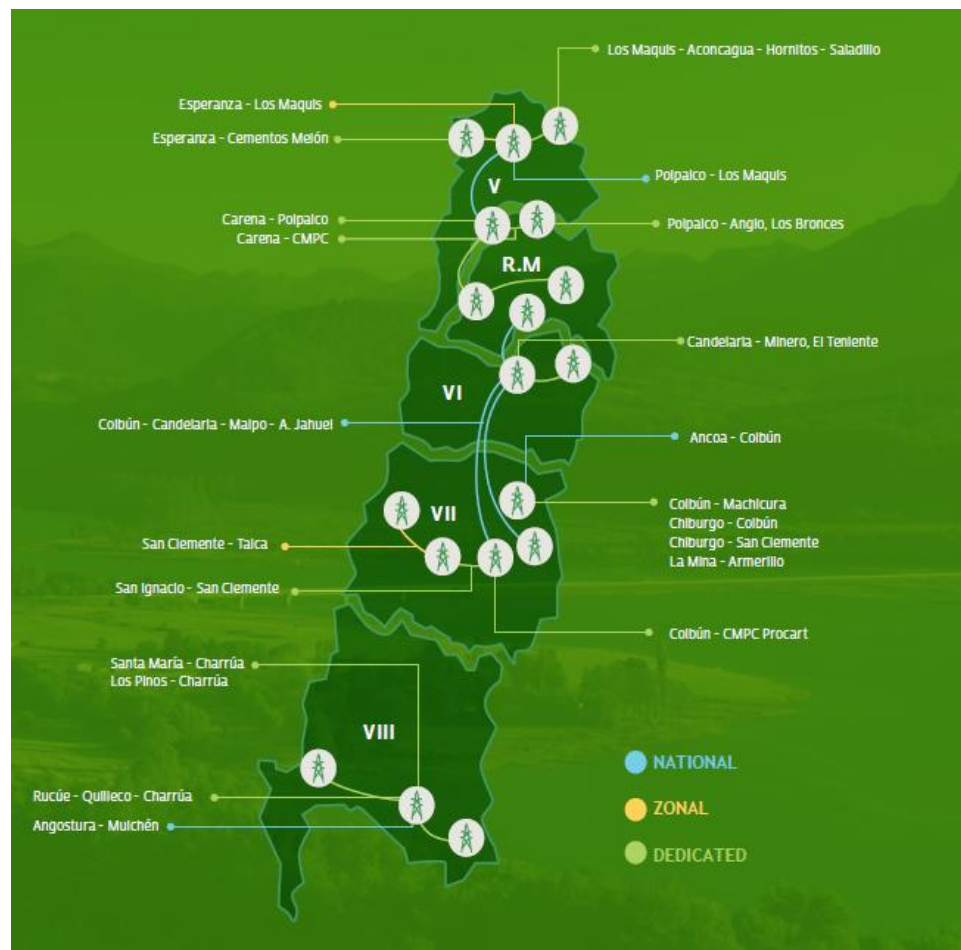 Los Maquis - Aconcagua - Hornitos - Saladillo
Esperanza - Los Maquis
Esperanza - Cementos Melón
Polpaico - Los Maquis
V
Carena - Polpaico
Carena - CMPC
Polpaico - Anglo, Los Bronces
R.M
Candelaria - Minero, El Teniente
VI
Colbún - Candelaria - Maipo - A. Jahuel
Ancoa - Colbún
VII
Colbún - Machicura
Chiburgo - Colbún
Chiburgo - San Clemente
La Mina - Armerillo
San Clemente - Talca
San Ignacio - San Clemente
Colbún - CMPC Procart
Santa María - Charrúa
Los Pinos - Charrúa
VIII
NATIONAL
Rucúe - Quilleco - Charrúa
ZONAL
Angostura - Mulchén
DEDICATED